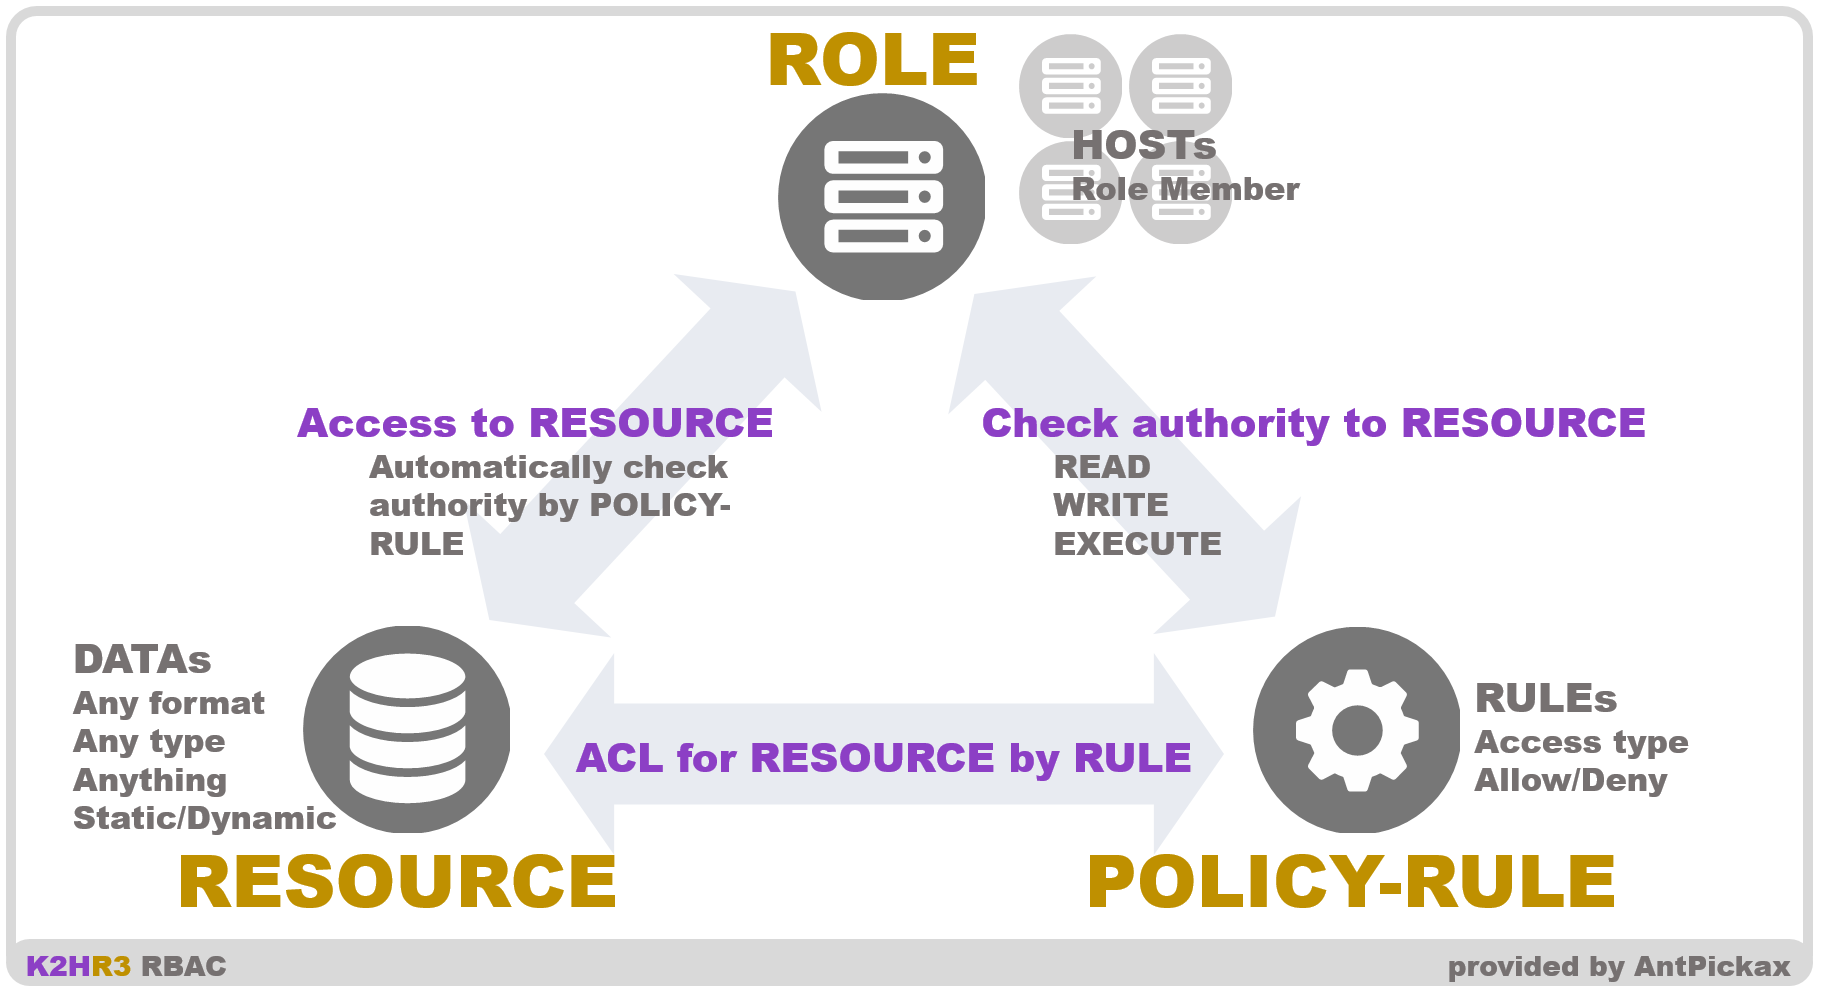 ROLE
HOSTs
Role Member
Access to RESOURCE
Automatically check
authority by POLICY-
RULE
Check authority to RESOURCE
READ
WRITE
EXECUTE
DATAs
Any format
Any type
Anything
Static/Dynamic
ACL for RESOURCE by RULE
RULEs
Access type
Allow/Deny
RESOURCE
POLICY-RULE
K2HR3 RBAC
provided by AntPickax